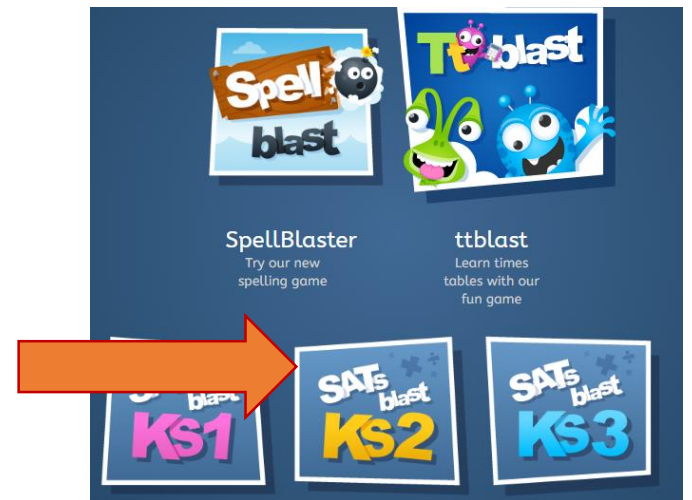 Spell
blast
Tt blast
SpellBlaster
Try our new
spelling game
ttblast
Learn times
tables with our
fun game
blast
KS1
SATs
blast
KS2
SATs
blast
KS3